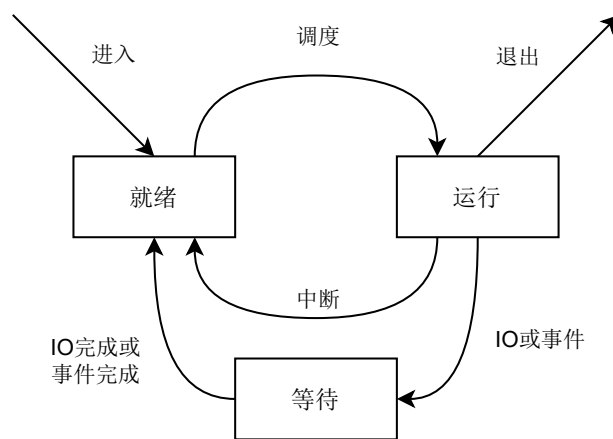 进入
调度
退出
就绪
运行
中断
IO完成或
事件完成
IO或事件
等待